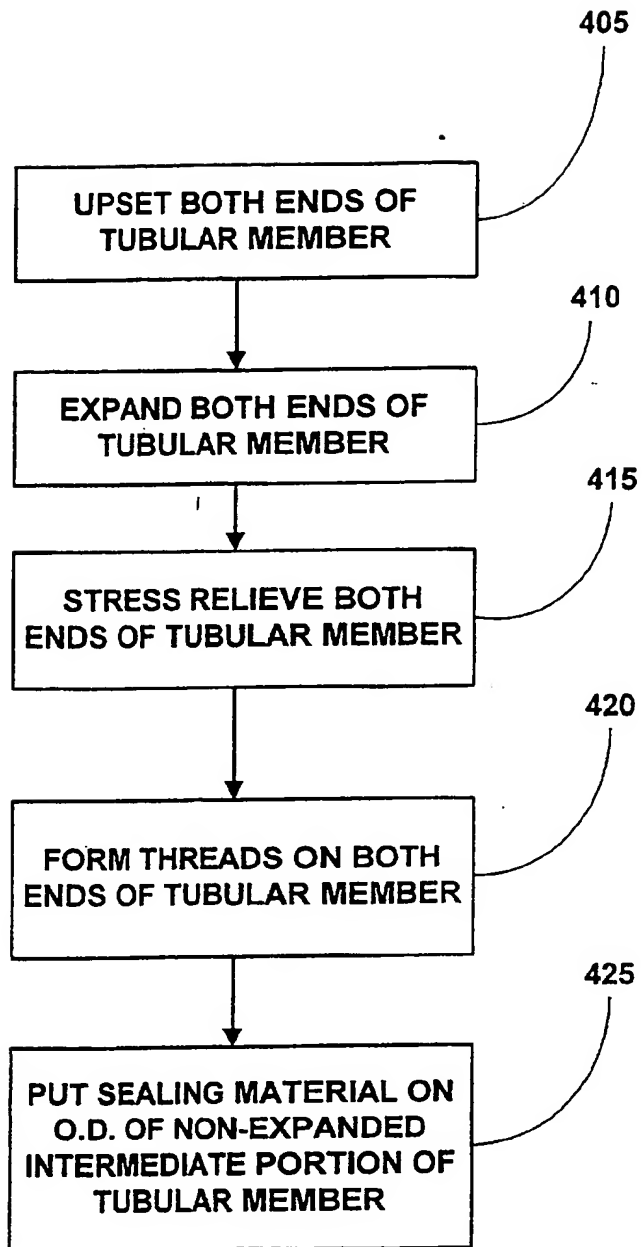 405
UPSET BOTH ENDS OF
TUBULAR MEMBER
410
EXPAND BOTH ENDS OF
TUBULAR MEMBER
415
STRESS RELIEVE BOTH
ENDS OF TUBULAR MEMBER
420
FORM THREADS ON BOTH
ENDS OF TUBULAR MEMBER
425
PUT SEALING MATERIAL ON
O.D. OF NON-EXPANDED
INTERMEDIATE PORTION OF
TUBULAR MEMBER